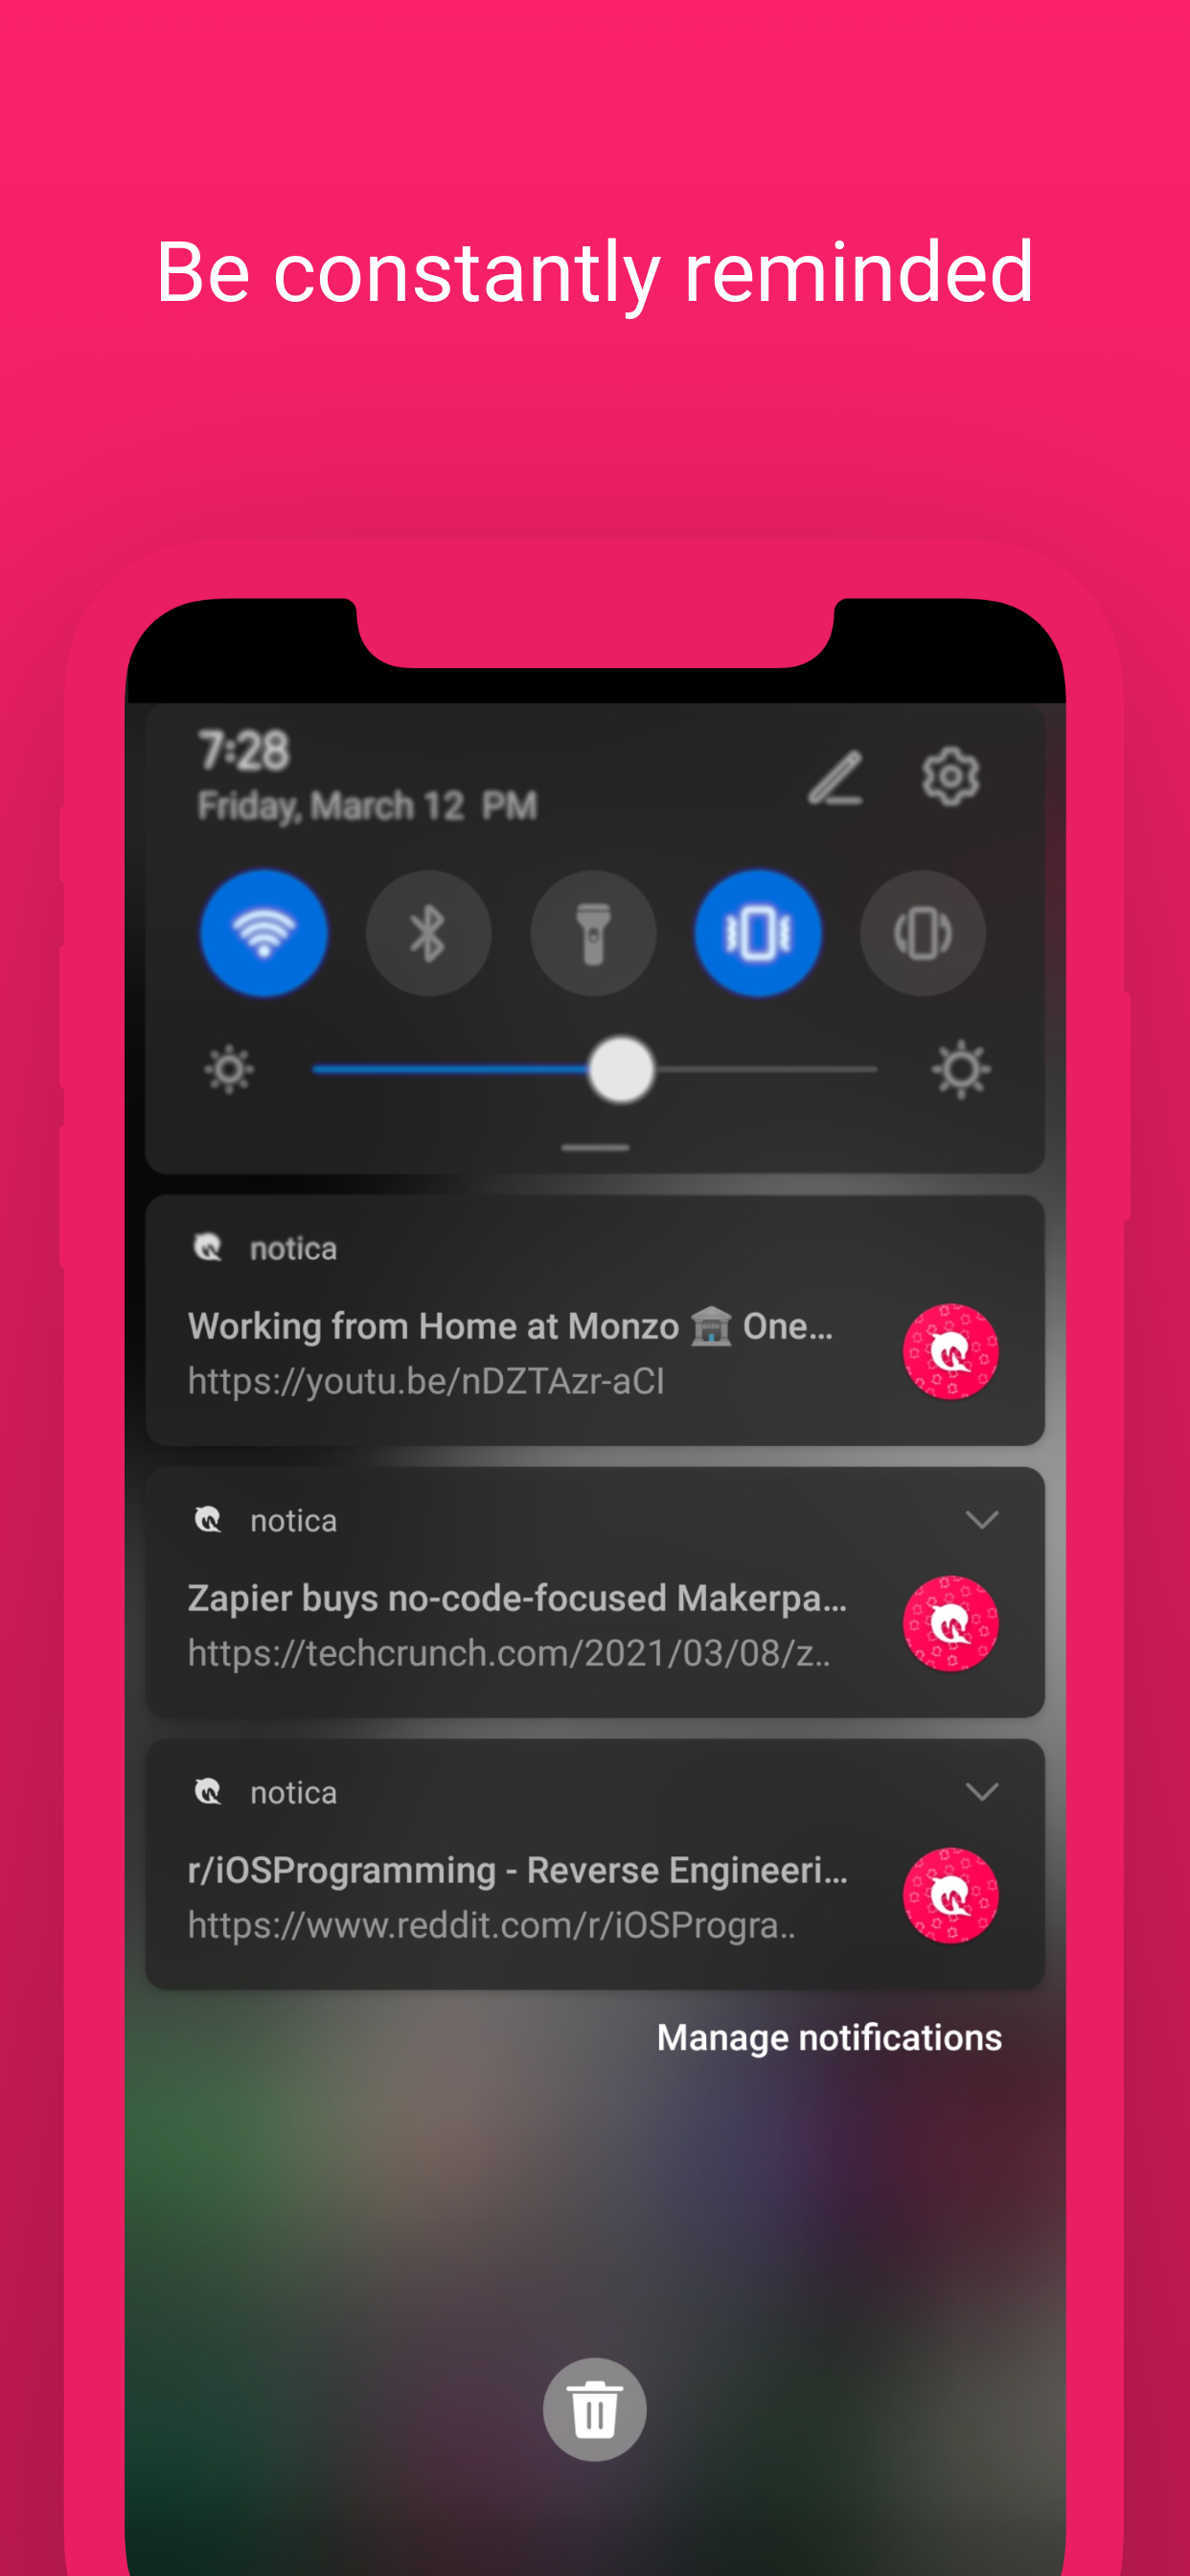 Be constantly reminded
7:28
Friday, March 12 PM
notica
Working from Home at Monzo 🏦 One...
https://youtu.be/nDZTAzr-aCI
notica
Zapier buys no-code-focused Makerpa...
https://techcrunch.com/2021/03/08/z..
notica
r/iOSProgramming - Reverse Engineeri...
https://www.reddit.com/r/iOSProgra..
Manage notifications